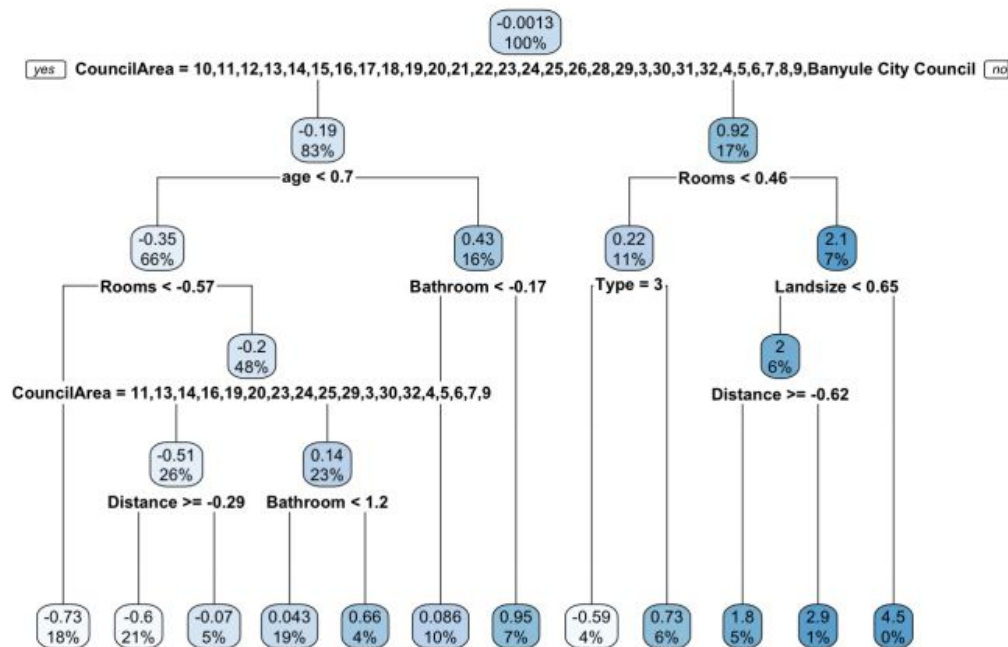 -0.0013
100%
yes CouncilArea = 10,11,12,13,14,15,16,17,18,19,20,21,22,23,24,25,26,28,29,3,30,31,32,4,5,6,7,8,9,Banyule City Council no
-0.19 0.92
83% 17%
age < 0.7 Rooms < 0.46
-0.35 0.43 0.22 2.1
66% 16% 11% 7%
Rooms < -0.57 Bathroom < -0.17 Type = 3 Landsize < 0.65
-0.2 2
48% 6%
CouncilArea = 11,13,14,16,19,20,23,24,25,29,3,30,32,4,5,6,7,9 Distance >= -0.62
-0.51 0.14
26% 23%
Distance >= -0.29 Bathroom < 1.2
-0.73 -0.6 -0.07 0.043 0.66 0.086 0.95 -0.59 0.73 1.8 2.9 4.5
18% 21% 5% 19% 4% 10% 7% 4% 6% 5% 1% 0%